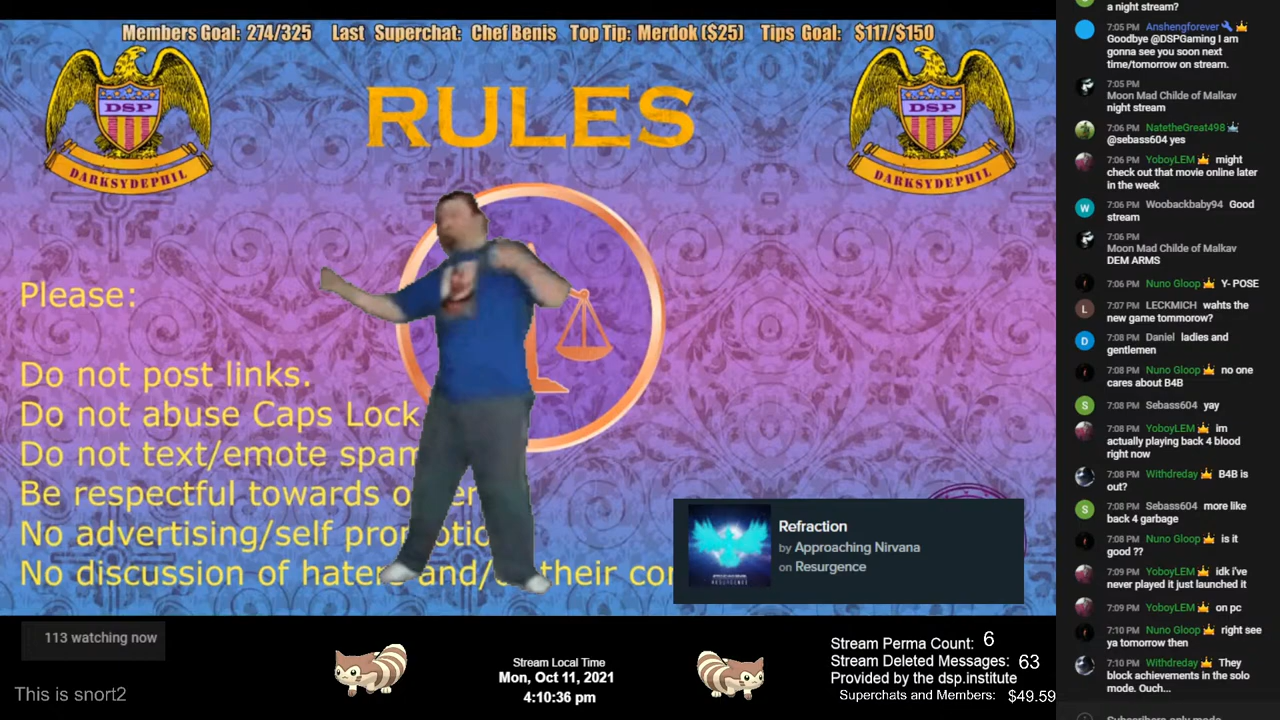 Members Goal: 274/325 Last Superchat: Chef Benis Top Tip: Merdok ($25) Tips Goal: $117/$150
DSP
DARKSYDEPHIL
RULES
DSP
DARKSYDEPHIL
Please:
Do not post links.
Do not abuse Caps Lock
Do not text/emote spam
Be respectful towards
No advertising/self
No discussion of and/ their
Refraction
by Approaching Nirvana
on Resurgence
RESURGENCE
113 watching now
This is snort2
Stream Local Time
Mon, Oct 11, 2021
4:10:36 pm
Stream Perma Count: 6
Stream Deleted Messages: 63
Provided by the dsp.institute
Superchats and Members: $49.59
a night stream?
7:05 PM Anshengforever
Goodbye @DSPGaming I am
gonna see you soon next
time/tomorrow on stream.
7:05 PM
Moon Mad Childe of Malkav
night stream
7:06 PM NatetheGreat498
@sebass604 yes
7:06 PM YoboyLEM might
check out that movie online later
in the week
W
7:06 PM Woobackbaby94 Good
stream
7:06 PM
Moon Mad Childe of Malkav
DEM ARMS
7:06 PM Nuno Gloop Y- POSE
L
7:07 PM LECKMICH wahts the
new game tommorow?
D
7:08 PM Daniel ladies and
gentlemen
7:08 PM Nuno Gloop no one
cares about B4B
S
7:08 PM Sebass604 yay
7:08 PM YoboyLEM im
actually playing back 4 blood
right now
7:08 PM Withdreday B4B is
out?
S
7:08 PM Sebass604 more like
back 4 garbage
7:08 PM Nuno Gloop is it
good ??
7:09 PM YoboyLEM idk i've
never played it just launched it
7:09 PM YoboyLEM on pc
7:10 PM Nuno Gloop right see
ya tomorrow then
7:10 PM Withdreday They
block achievements in the solo
mode. Ouch...
Subscribers-only mode